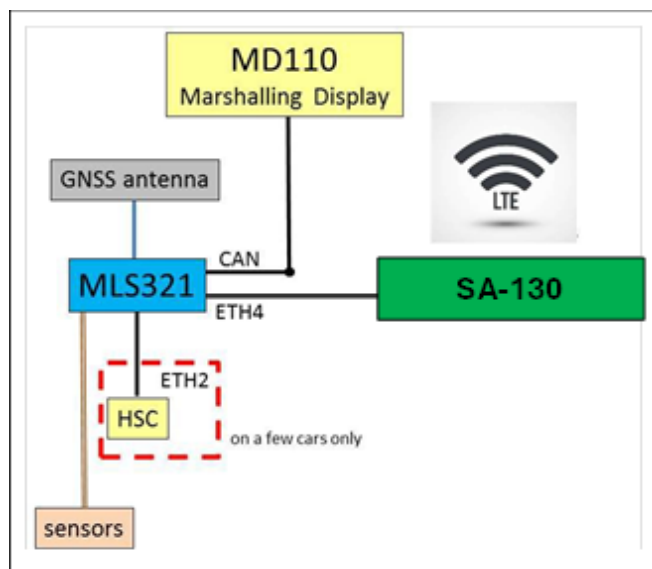 MD110
Marshalling Display
LTE
GNSS antenna
CAN
MLS321
SA-130
ETH4
ETH2
HSC
on a few cars only
sensors